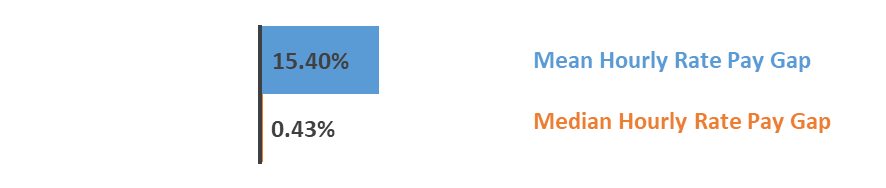 15.40%
Mean Hourly Rate Pay Gap
0.43%
Median Hourly Rate Pay Gap